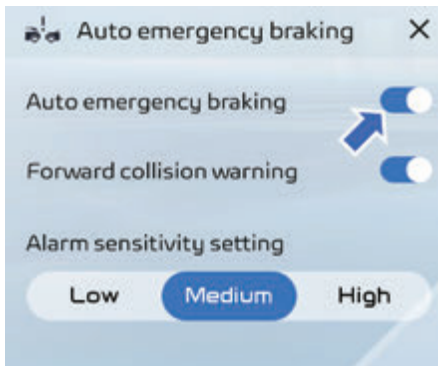 Auto emergency braking
Auto emergency braking
Forward collision warning
Alarm sensitivity setting
Low Medium High